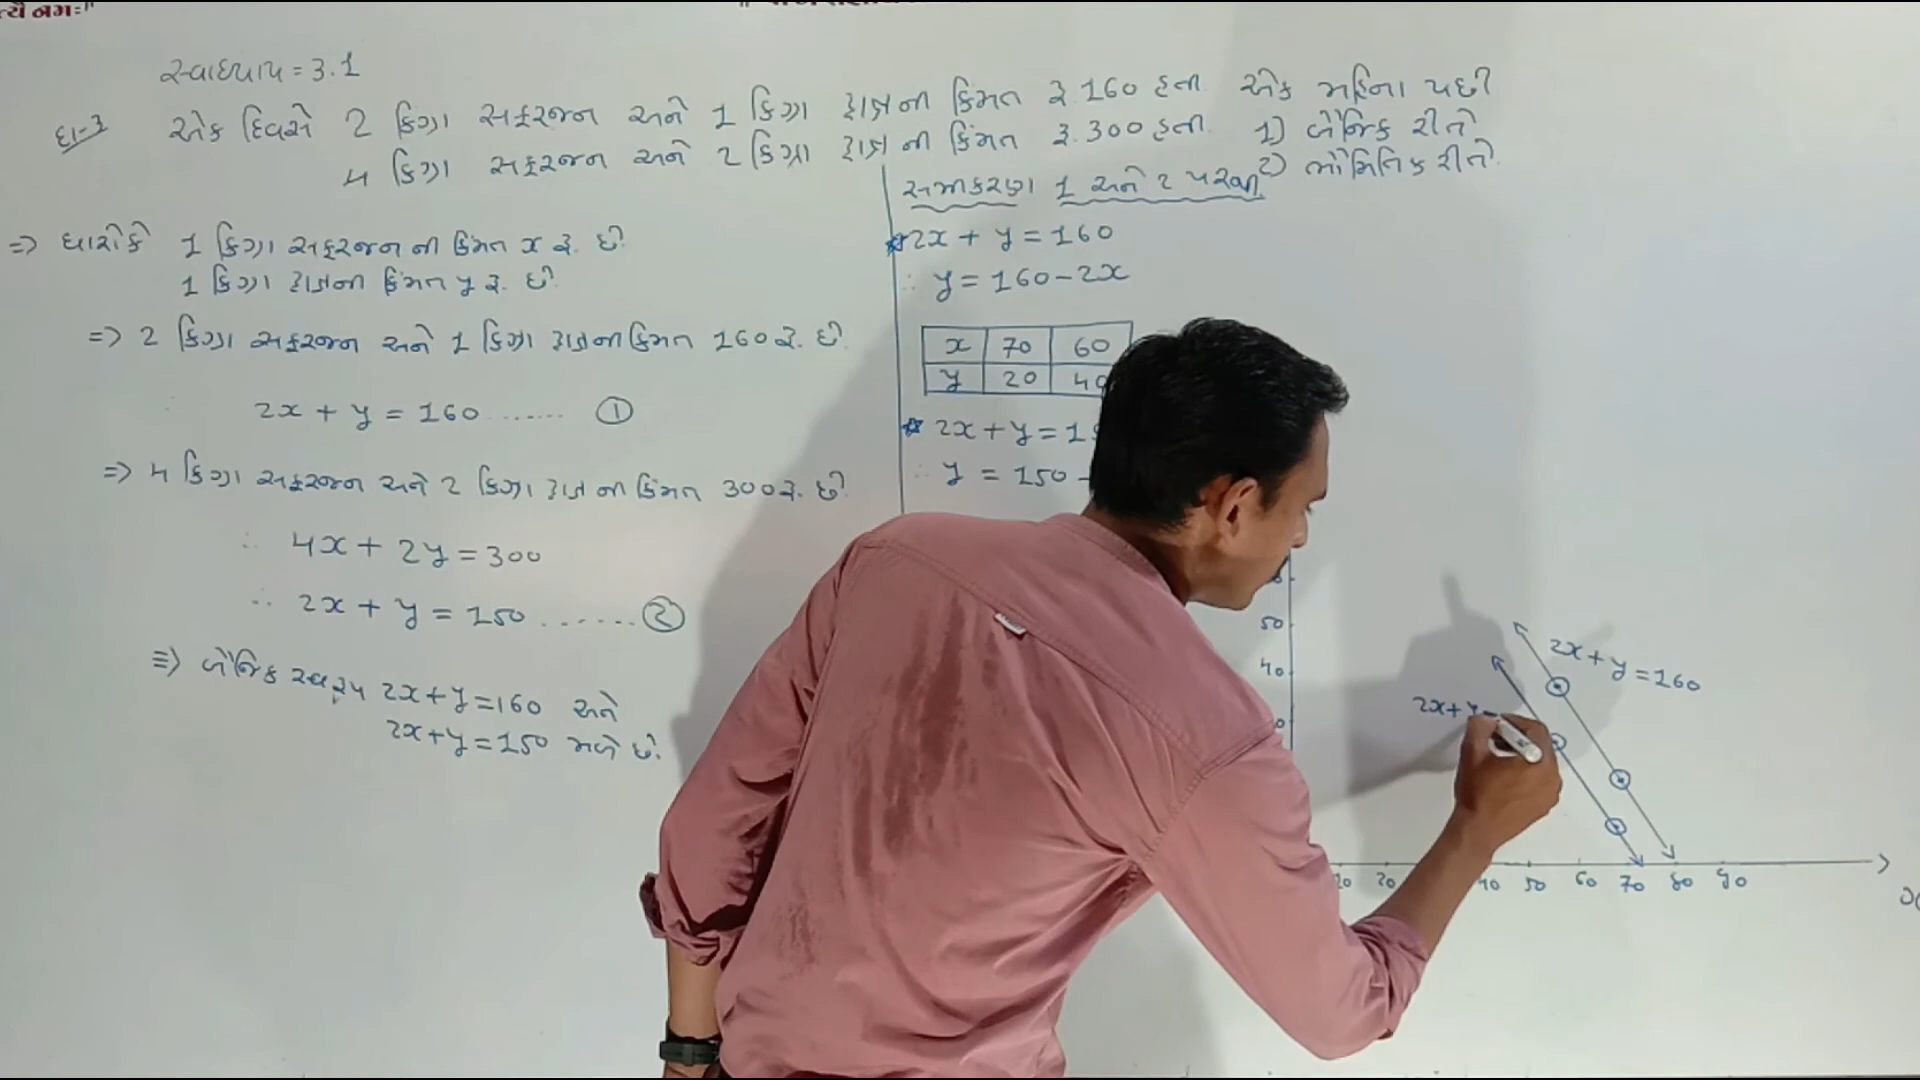 સ્વાધ્યાય = 3.1
દા-3 એક દિવસે 2 કિગ્રા સફરજન અને 1 કિગ્રા દ્રાક્ષની કિંમત રૂ. 160 હતી. એક મહિના પછી
4 કિગ્રા સફરજન અને 2 કિગ્રા દ્રાક્ષ ની કિંમત રૂ. 300 હતી. 1) બૈજિક રીતે
2) ભૌમિતિક રીતે.
=> ધારોકે 1 કિગ્રા સફરજન ની કિંમત x રૂ. છે.
1 કિગ્રા દ્રાક્ષની કિંમત y રૂ. છે.
=> 2 કિગ્રા સફરજન અને 1 કિગ્રા દ્રાક્ષની કિંમત 160 રૂ. છે.
2x + y = 160 ....... ①
=> 4 કિગ્રા સફરજન અને 2 કિગ્રા દ્રાક્ષ ની કિંમત 300 રૂ. છે.
∴ 4x + 2y = 300
∴ 2x + y = 150 ....... ②
=> બૈજિક સ્વરૂપ 2x+y=160 અને
2x+y=150 મળે છે.
સમીકરણ 1 અને 2 પરથી
2x + y = 160
∴ y = 160 - 2x
x 70 60
y 20 40
2x + y = 1
∴ y = 150 -
50
40
2x + y = 160
2x+y=
10 20 40 50 60 70 80 90